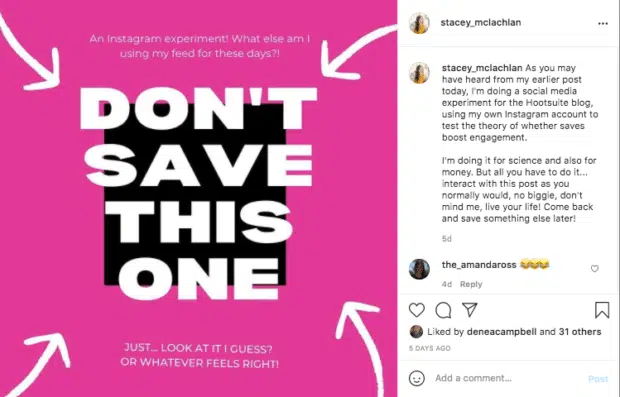 An Instagram experiment! What else am I
using my feed for these days?!
DON'T
SAVE
THIS
ONE
JUST... LOOK AT IT I GUESS?
OR WHATEVER FEELS RIGHT!
stacey_mclachlan
stacey_mclachlan As you may
have heard from my earlier post
today, I'm doing a social media
experiment for the Hootsuite blog,
using my own Instagram account to
test the theory of whether saves
boost engagement.
I'm doing it for science and also for
money. But all you have to do it...
interact with this post as you
normally would, no biggie, don't
mind me, live your life! Come back
and save something else later!
5d
the_amandaross 😂😂😂
4d Reply
Liked by deneacampbell and 31 others
5 DAYS AGO
Add a comment...
Post